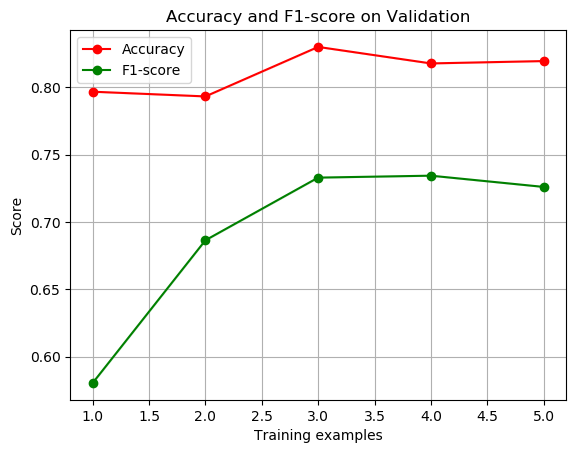 Accuracy and F1-score on Validation
Accuracy
F1-score
0.80
0.75
0.70
0.65
0.60
Score
1.0 1.5 2.0 2.5 3.0 3.5 4.0 4.5 5.0
Training examples